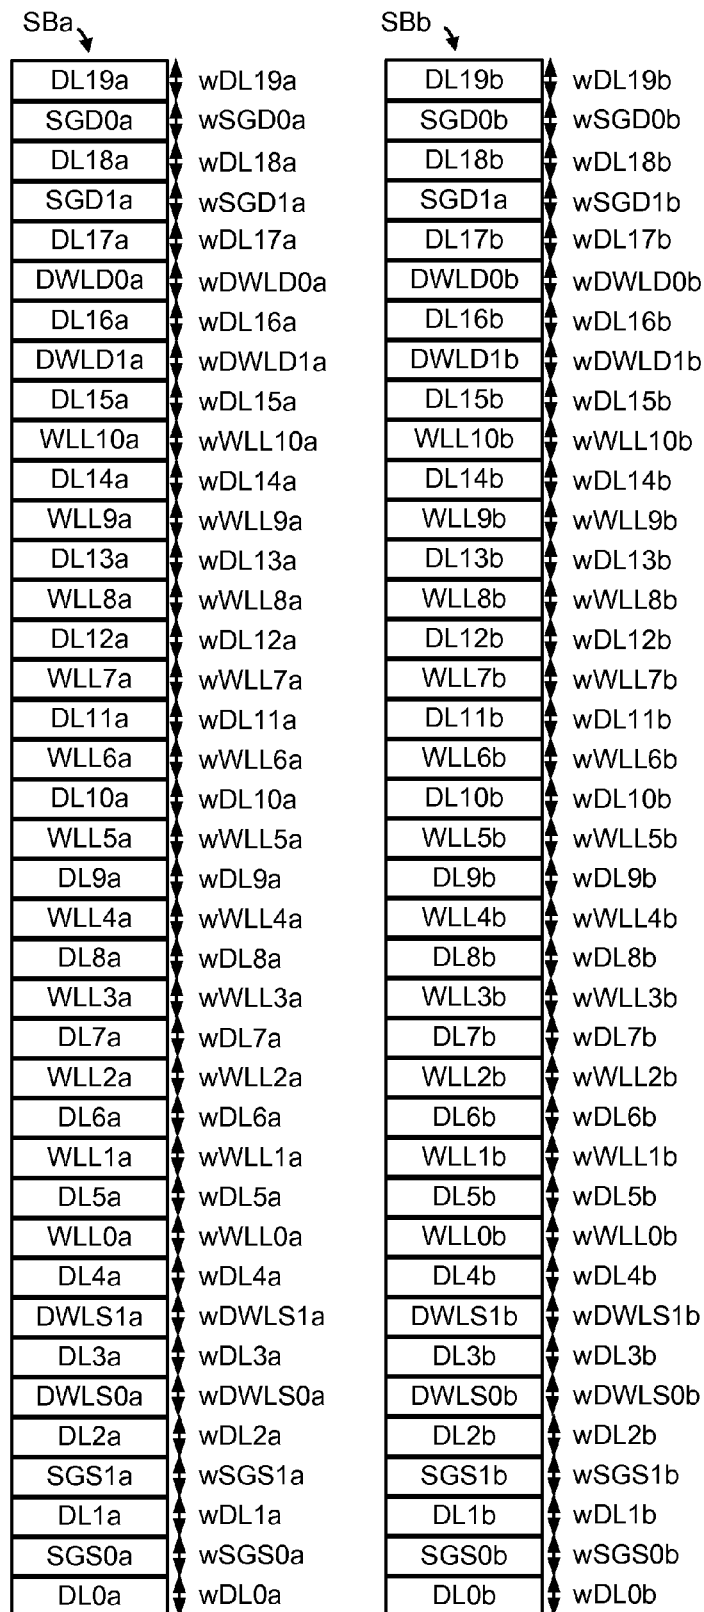 SBa SBb
DL19a wDL19a DL19b wDL19b
SGD0a wSGD0a SGD0b wSGD0b
DL18a wDL18a DL18b wDL18b
SGD1a wSGD1a SGD1a wSGD1b
DL17a wDL17a DL17b wDL17b
DWLD0a wDWLD0a DWLD0b wDWLD0b
DL16a wDL16a DL16b wDL16b
DWLD1a wDWLD1a DWLD1b wDWLD1b
DL15a wDL15a DL15b wDL15b
WLL10a wWLL10a WLL10b wWLL10b
DL14a wDL14a DL14b wDL14b
WLL9a wWLL9a WLL9b wWLL9b
DL13a wDL13a DL13b wDL13b
WLL8a wWLL8a WLL8b wWLL8b
DL12a wDL12a DL12b wDL12b
WLL7a wWLL7a WLL7b wWLL7b
DL11a wDL11a DL11b wDL11b
WLL6a wWLL6a WLL6b wWLL6b
DL10a wDL10a DL10b wDL10b
WLL5a wWLL5a WLL5b wWLL5b
DL9a wDL9a DL9b wDL9b
WLL4a wWLL4a WLL4b wWLL4b
DL8a wDL8a DL8b wDL8b
WLL3a wWLL3a WLL3b wWLL3b
DL7a wDL7a DL7b wDL7b
WLL2a wWLL2a WLL2b wWLL2b
DL6a wDL6a DL6b wDL6b
WLL1a wWLL1a WLL1b wWLL1b
DL5a wDL5a DL5b wDL5b
WLL0a wWLL0a WLL0b wWLL0b
DL4a wDL4a DL4b wDL4b
DWLS1a wDWLS1a DWLS1b wDWLS1b
DL3a wDL3a DL3b wDL3b
DWLS0a wDWLS0a DWLS0b wDWLS0b
DL2a wDL2a DL2b wDL2b
SGS1a wSGS1a SGS1b wSGS1b
DL1a wDL1a DL1b wDL1b
SGS0a wSGS0a SGS0b wSGS0b
DL0a wDL0a DL0b wDL0b